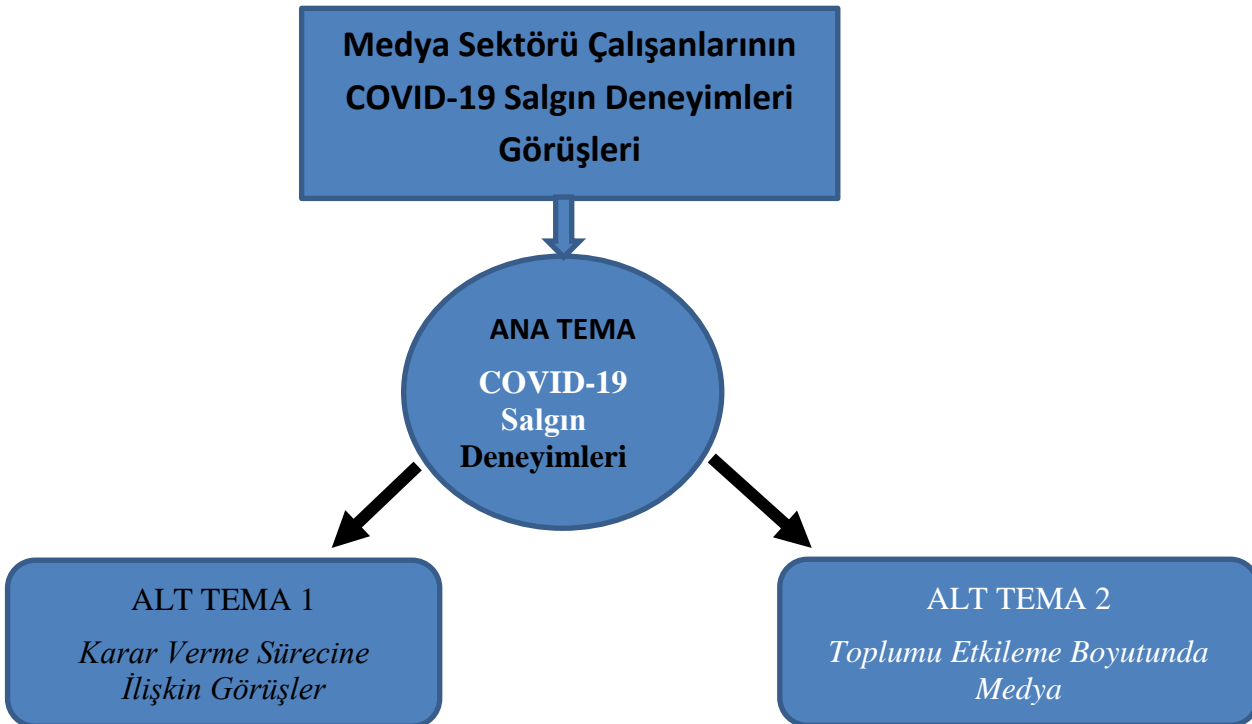 Medya Sektörü Çalışanlarının
COVID-19 Salgın Deneyimleri
Görüşleri
ANA TEMA
COVID-19
Salgın
Deneyimleri
ALT TEMA 1
Karar Verme Sürecine
İlişkin Görüşler
ALT TEMA 2
Toplumu Etkileme Boyutunda
Medya